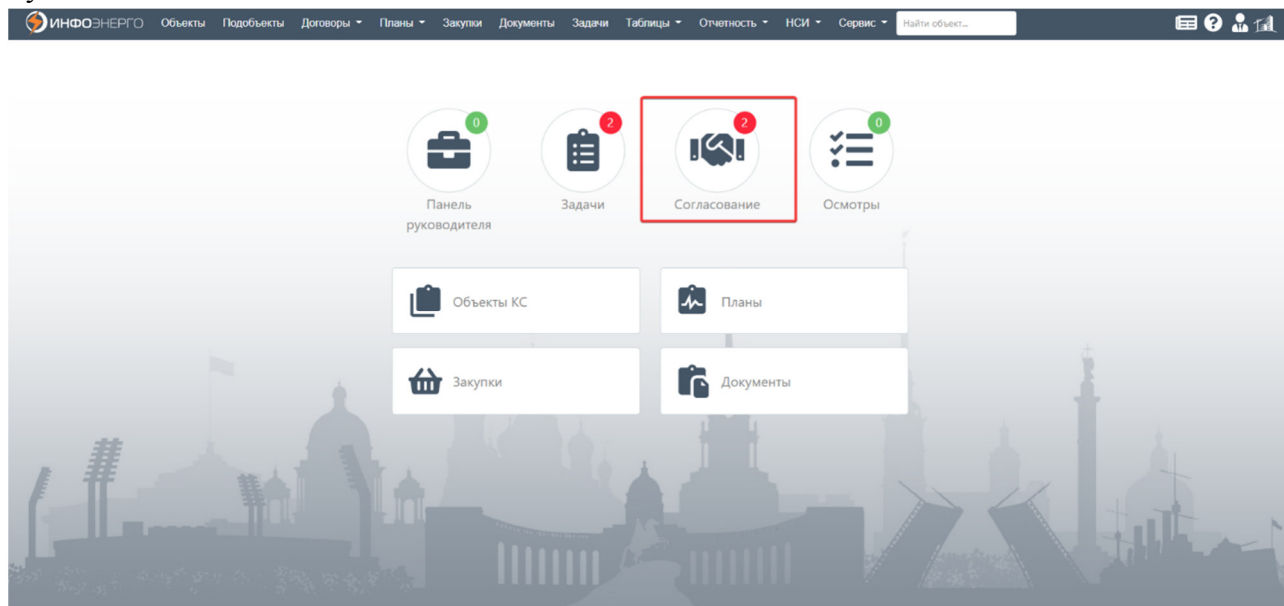 ИНФОЭНЕРГО Объекты Подобъекты Договоры Планы Закупки Документы Задачи Таблицы Отчетность НСИ Сервис Найти объект...
0 2 2 0
Панель руководителя
Задачи
Согласование
Осмотры
Объекты КС
Планы
Закупки
Документы